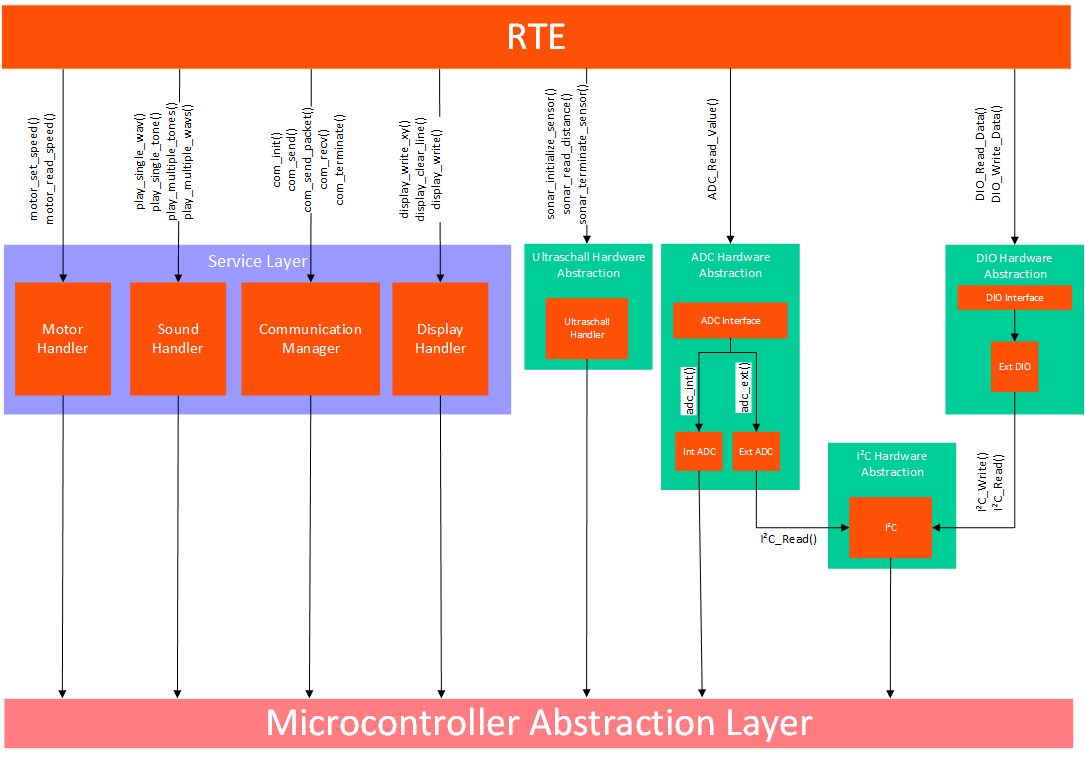 RTE
motor_set_speed()
motor_read_speed()
play_single_wav()
play_single_tone()
play_multiple_tones()
play_multiple_wavs()
com_init()
com_send()
com_send_packet()
com_recv()
com_terminate()
display_write_xy()
display_clear_line()
display_write()
sonar_initialize_sensor()
sonar_read_distance()
sonar_terminate_sensor()
ADC_Read_Value()
DIO_Read_Data()
DIO_Write_Data()
Service Layer
Motor
Handler
Sound
Handler
Communication
Manager
Display
Handler
Ultraschall Hardware
Abstraction
Ultraschall
Handler
ADC Hardware
Abstraction
ADC Interface
adc_int()
adc_ext()
Int ADC
Ext ADC
DIO Hardware
Abstraction
DIO Interface
Ext DIO
I²C_Write()
I²C_Read()
I²C Hardware
Abstraction
I²C
I²C_Read()
Microcontroller Abstraction Layer